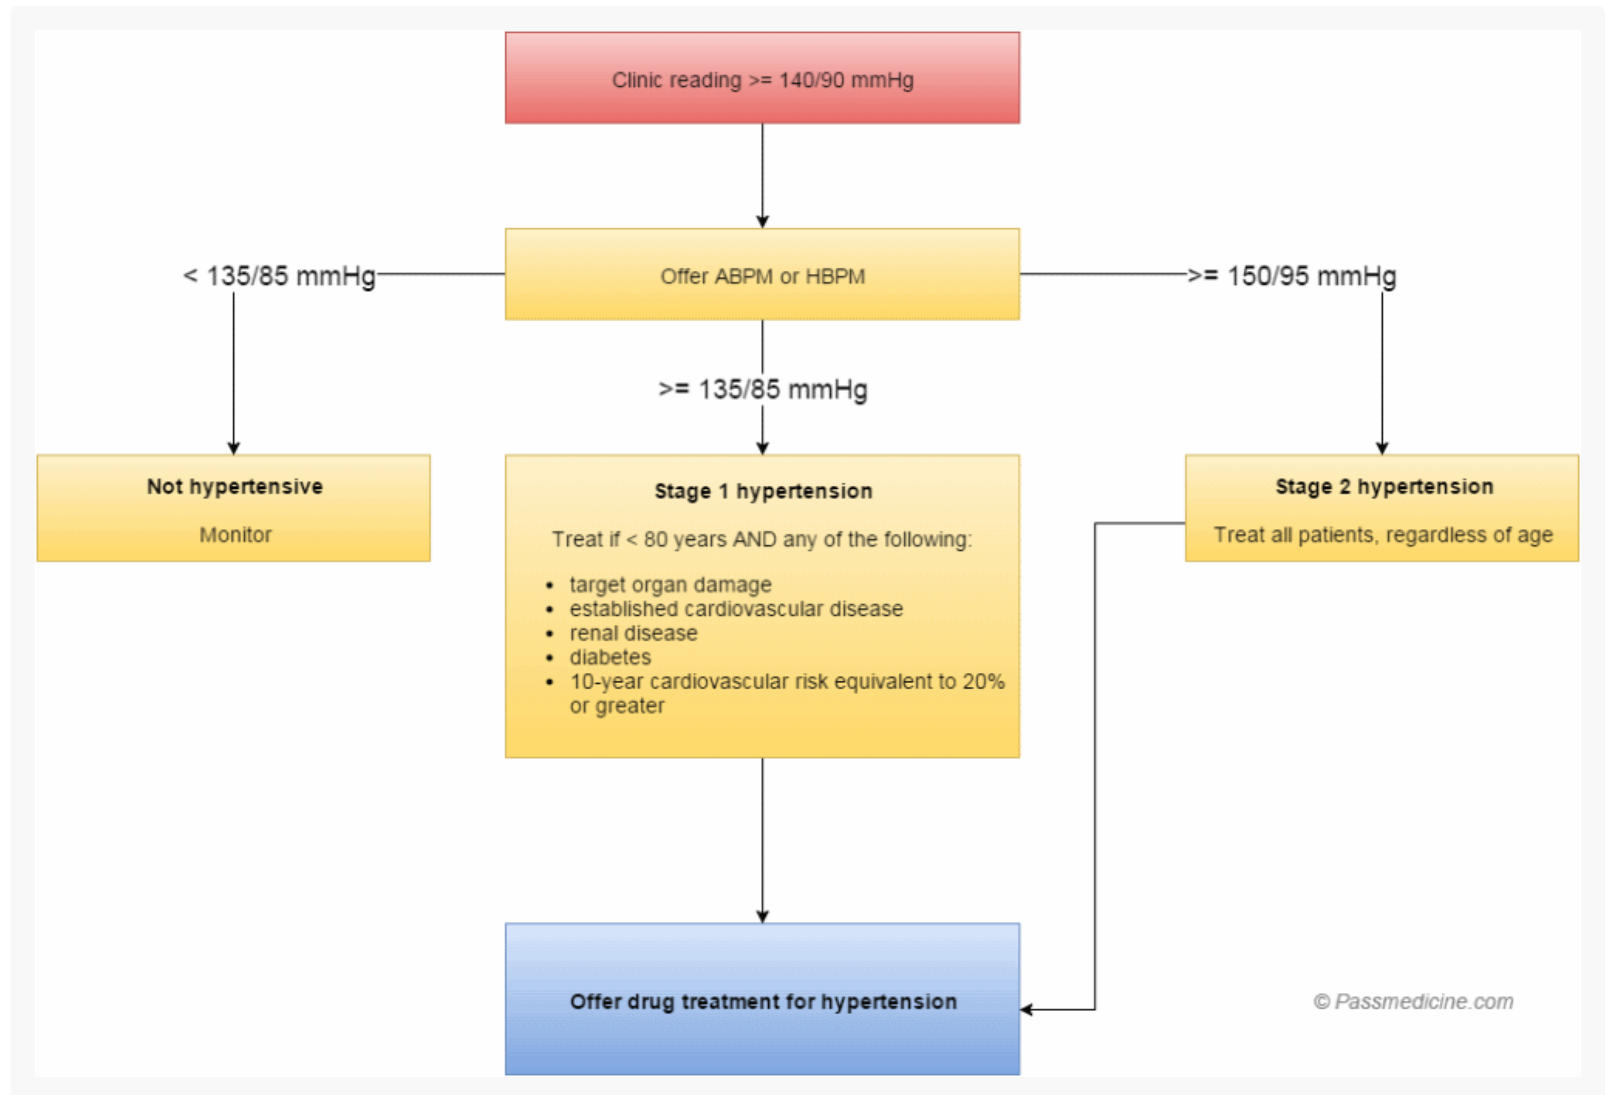 Clinic reading >= 140/90 mmHg
< 135/85 mmHg
Offer ABPM or HBPM
>= 150/95 mmHg
>= 135/85 mmHg
Not hypertensive
Monitor
Stage 1 hypertension
Treat if < 80 years AND any of the following:
• target organ damage
• established cardiovascular disease
• renal disease
• diabetes
• 10-year cardiovascular risk equivalent to 20%
or greater
Stage 2 hypertension
Treat all patients, regardless of age
Offer drug treatment for hypertension
© Passmedicine.com